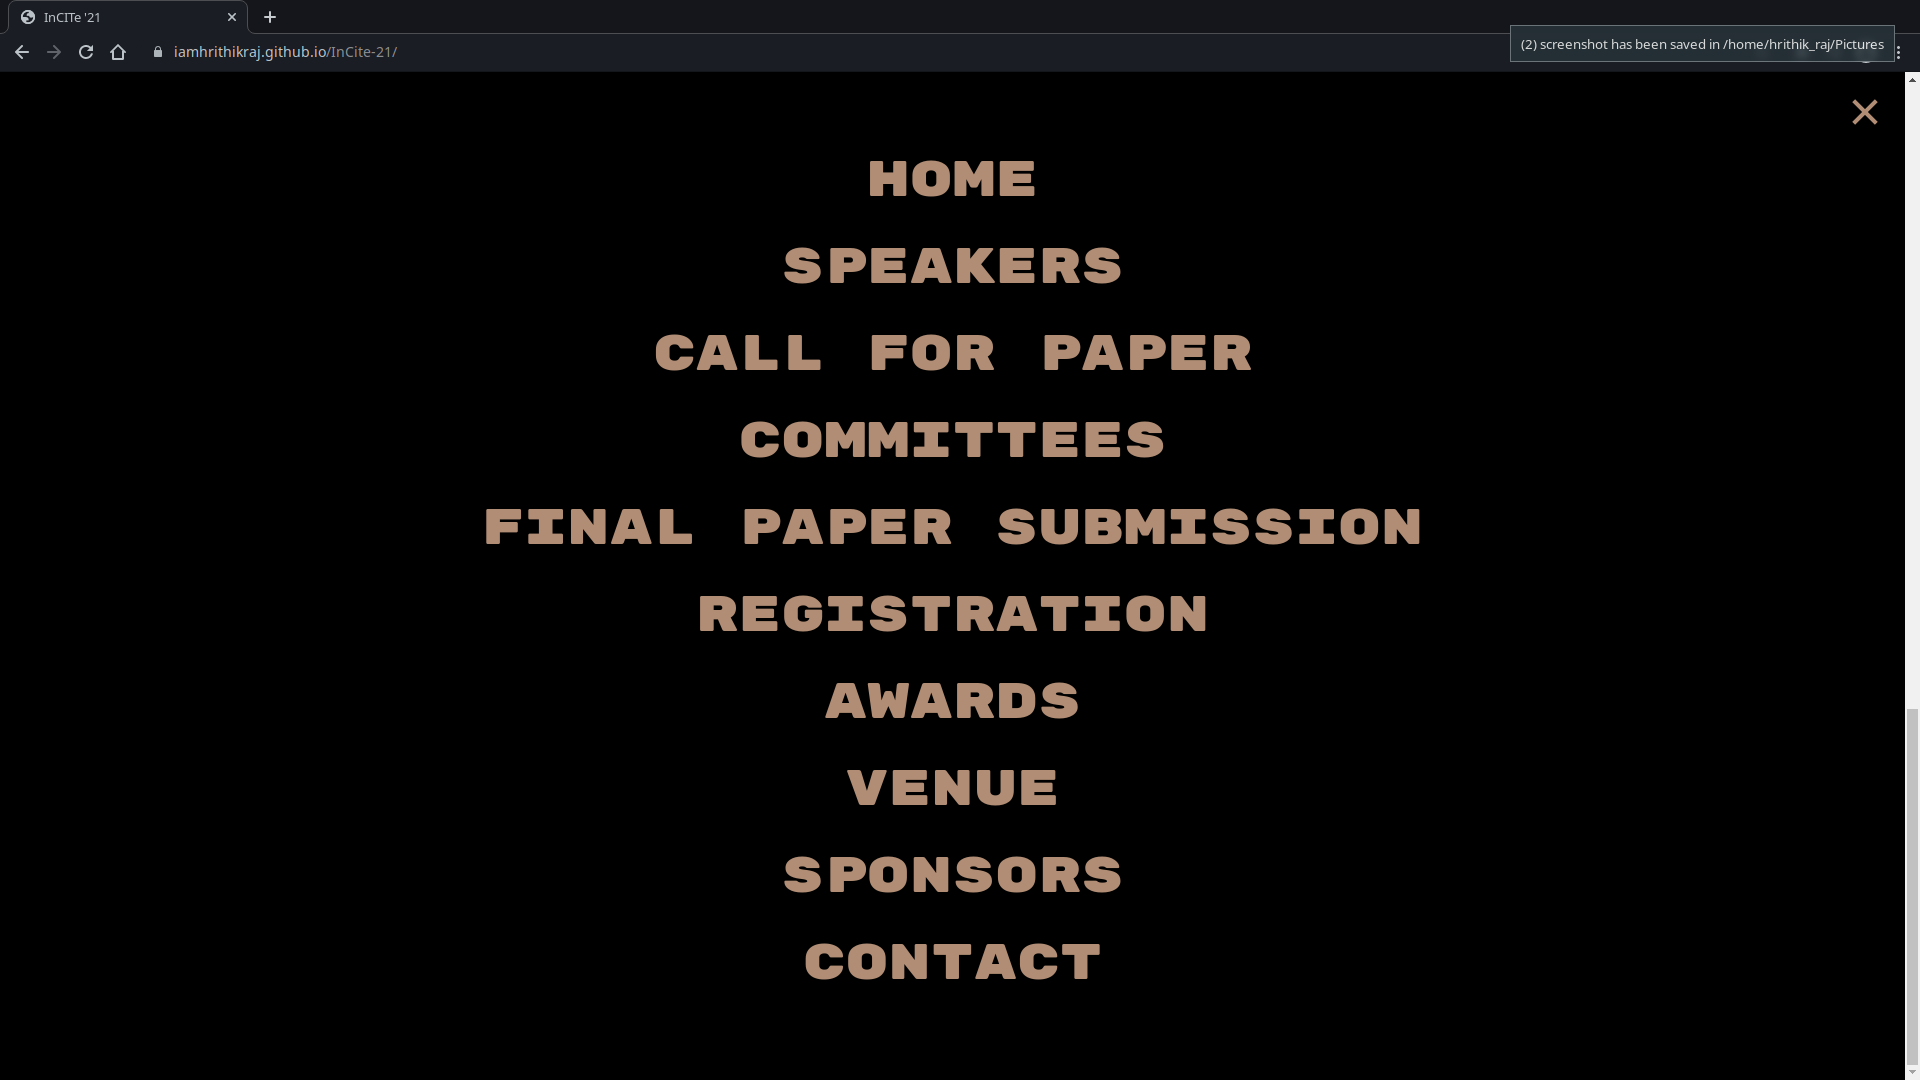 InCITe '21
iamhrithikraj.github.io/InCite-21/
(2) screenshot has been saved in /home/hrithik_raj/Pictures
HOME
SPEAKERS
CALL FOR PAPER
COMMITTEES
FINAL PAPER SUBMISSION
REGISTRATION
AWARDS
VENUE
SPONSORS
CONTACT